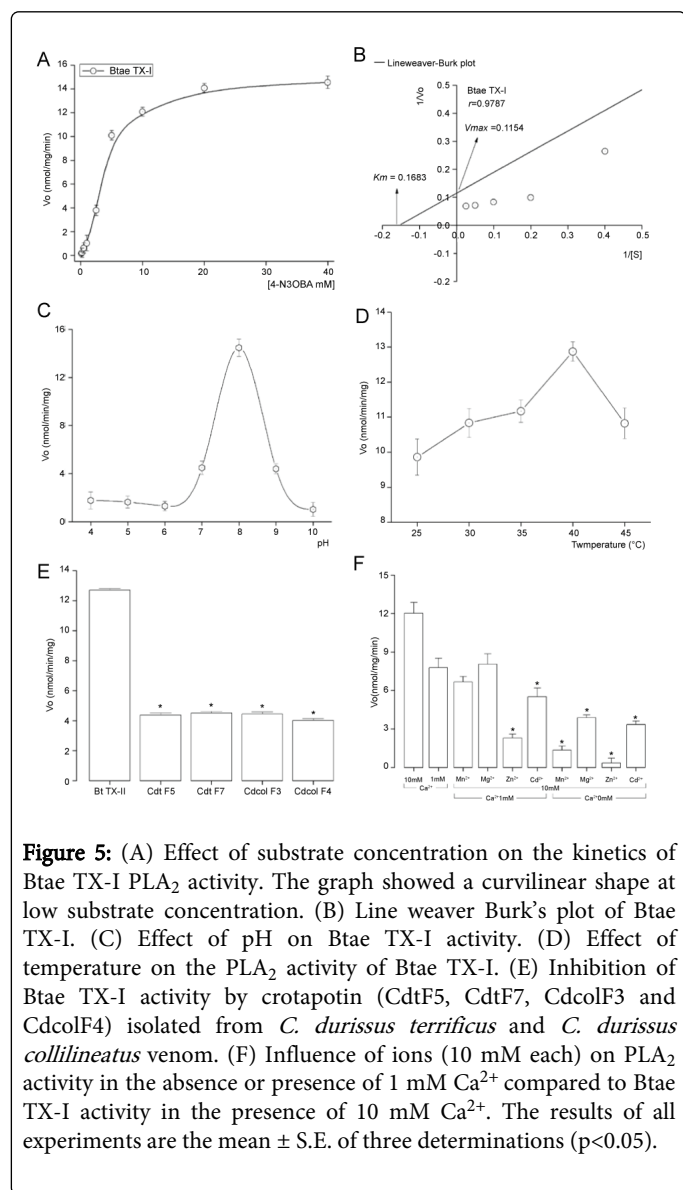 A
Btae TX-I
Vo (nmol/mg/min)
16
14
12
10
8
6
4
2
0
0 10 20 30 40
[4-N3OBA mM]
B
Lineweaver-Burk plot
1/Vo
Btae TX-I
r=0.9787
Vmax =0.1154
Km = 0.1683
0.5
0.4
0.3
0.2
0.1
0.0
-0.1
-0.2
-0.2 -0.1 0.0 0.1 0.2 0.3 0.4 0.5
1/[S]
C
Vo (nmol/min/mg)
16
12
8
4
0
4 5 6 7 8 9 10
pH
D
Vo (nmol/min/mg)
14
13
12
11
10
9
8
25 30 35 40 45
Twmperature (°C)
E
Vo (nmol/min/mg)
14
12
10
8
6
4
2
0
* * * *
Bt TX-II Cdt F5 Cdt F7 Cdcol F3 Cdcol F4
F
Vo(nmol/mg/min)
15
12
9
6
3
0
* * * * * *
10mM 1mM Mn²⁺ Mg²⁺ Zn²⁺ Cd²⁺ Mn²⁺ Mg²⁺ Zn²⁺ Cd²⁺
Ca²⁺ 10mM
Ca²⁺1mM Ca²⁺0mM
Figure 5: (A) Effect of substrate concentration on the kinetics of
Btae TX-I PLA₂ activity. The graph showed a curvilinear shape at
low substrate concentration. (B) Line weaver Burk's plot of Btae
TX-I. (C) Effect of pH on Btae TX-I activity. (D) Effect of
temperature on the PLA₂ activity of Btae TX-I. (E) Inhibition of
Btae TX-I activity by crotapotin (CdtF5, CdtF7, CdcolF3 and
CdcolF4) isolated from C. durissus terrificus and C. durissus
collilineatus venom. (F) Influence of ions (10 mM each) on PLA₂
activity in the absence or presence of 1 mM Ca²⁺ compared to Btae
TX-I activity in the presence of 10 mM Ca²⁺. The results of all
experiments are the mean ± S.E. of three determinations (p<0.05).